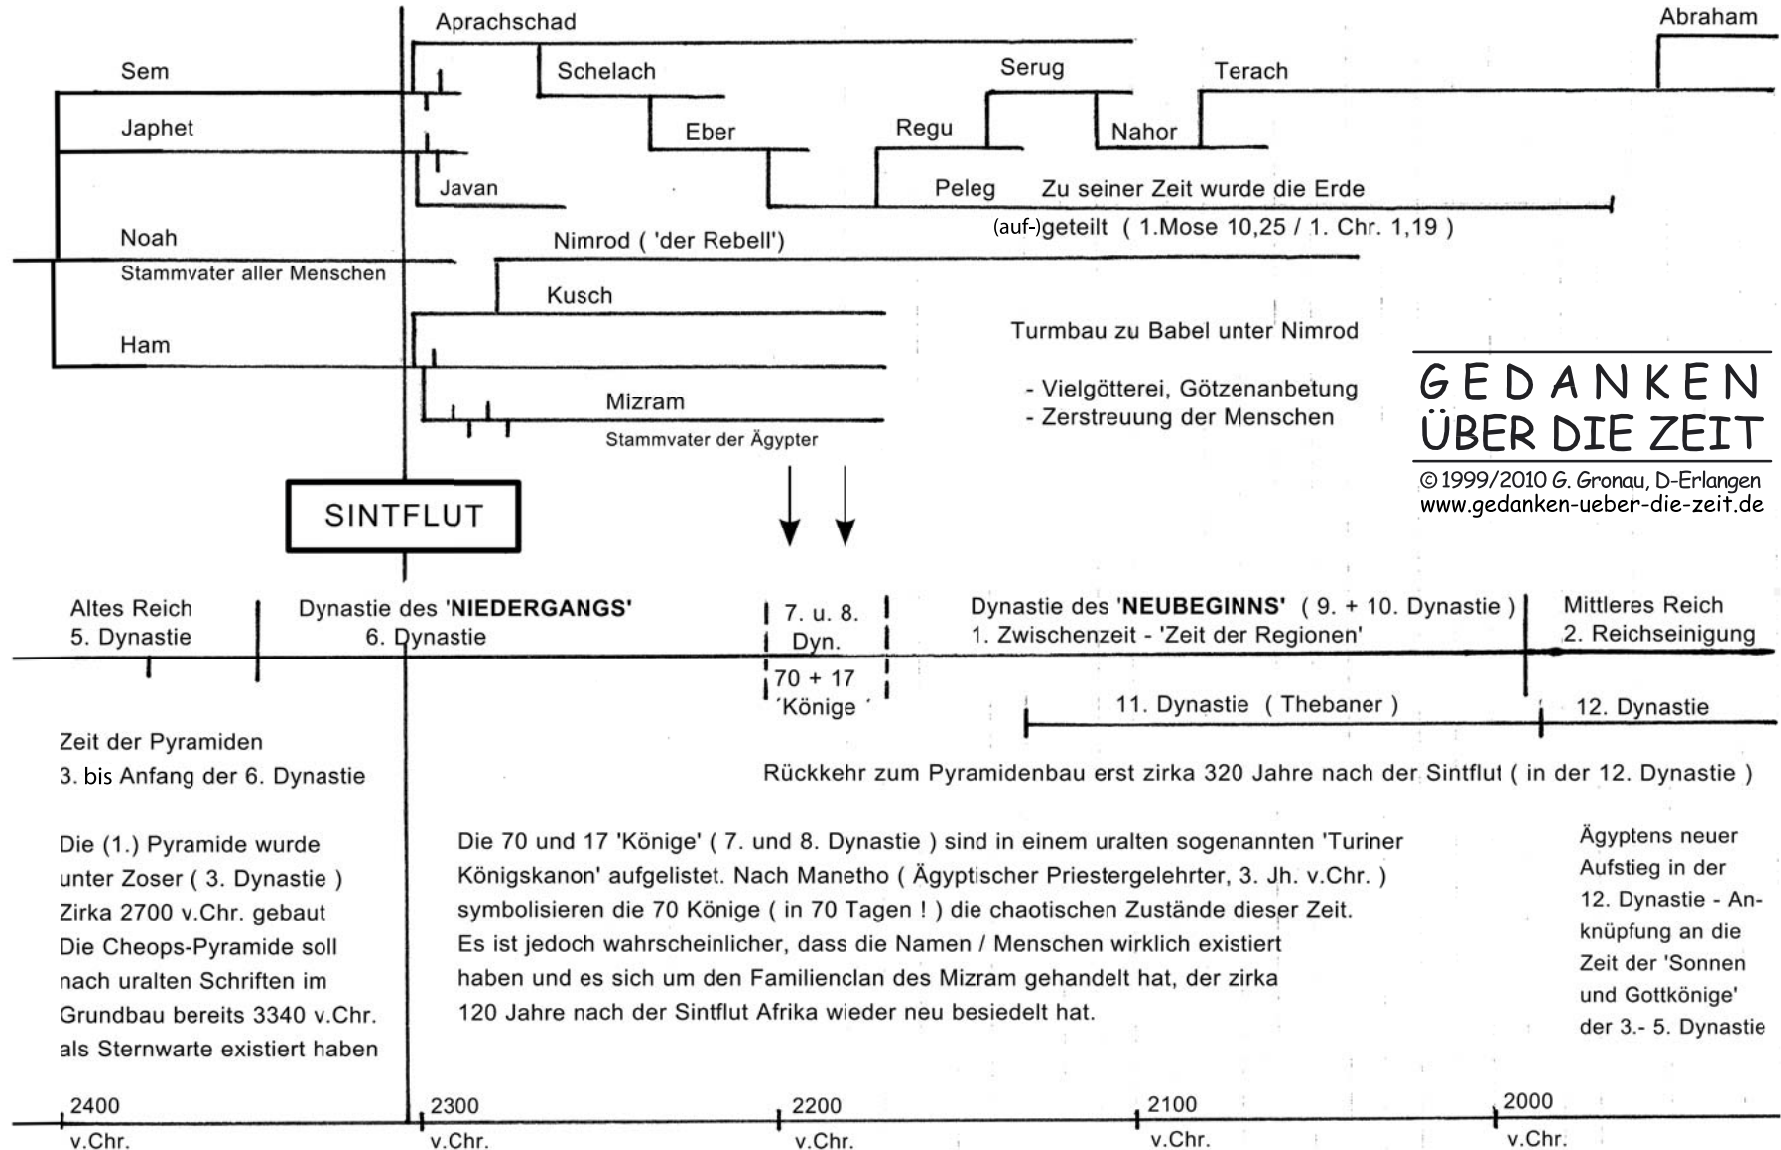 Aprachschad
Abraham
Sem
Schelach
Serug
Terach
Japhet
Eber
Regu
Nahor
Javan
Peleg Zu seiner Zeit wurde die Erde
(auf-)geteilt ( 1.Mose 10,25 / 1. Chr. 1,19 )
Noah
Stammvater aller Menschen
Nimrod ( 'der Rebell')
Kusch
Ham
Mizram
Stammvater der Ägypter
Turmbau zu Babel unter Nimrod
- Vielgötterei, Götzenanbetung
- Zerstreuung der Menschen
GEDANKEN
ÜBER DIE ZEIT
© 1999/2010 G. Gronau, D-Erlangen
www.gedanken-ueber-die-zeit.de
SINTFLUT
Altes Reich
5. Dynastie
Dynastie des 'NIEDERGANGS'
6. Dynastie
7. u. 8.
Dyn.
70 + 17
'Könige '
Dynastie des 'NEUBEGINNS' ( 9. + 10. Dynastie )
1. Zwischenzeit - 'Zeit der Regionen'
Mittleres Reich
2. Reichseinigung
11. Dynastie ( Thebaner )
12. Dynastie
Zeit der Pyramiden
3. bis Anfang der 6. Dynastie
Rückkehr zum Pyramidenbau erst zirka 320 Jahre nach der Sintflut ( in der 12. Dynastie )
Die (1.) Pyramide wurde
unter Zoser ( 3. Dynastie )
Zirka 2700 v.Chr. gebaut
Die Cheops-Pyramide soll
nach uralten Schriften im
Grundbau bereits 3340 v.Chr.
als Sternwarte existiert haben
Die 70 und 17 'Könige' ( 7. und 8. Dynastie ) sind in einem uralten sogenannten 'Turiner
Königskanon' aufgelistet. Nach Manetho ( Ägyptischer Priestergelehrter, 3. Jh. v.Chr. )
symbolisieren die 70 Könige ( in 70 Tagen ! ) die chaotischen Zustände dieser Zeit.
Es ist jedoch wahrscheinlicher, dass die Namen / Menschen wirklich existiert
haben und es sich um den Familienclan des Mizram gehandelt hat, der zirka
120 Jahre nach der Sintflut Afrika wieder neu besiedelt hat.
Ägyptens neuer
Aufstieg in der
12. Dynastie - An-
knüpfung an die
Zeit der 'Sonnen
und Gottkönige'
der 3.- 5. Dynastie
2400
v.Chr.
2300
v.Chr.
2200
v.Chr.
2100
v.Chr.
2000
v.Chr.